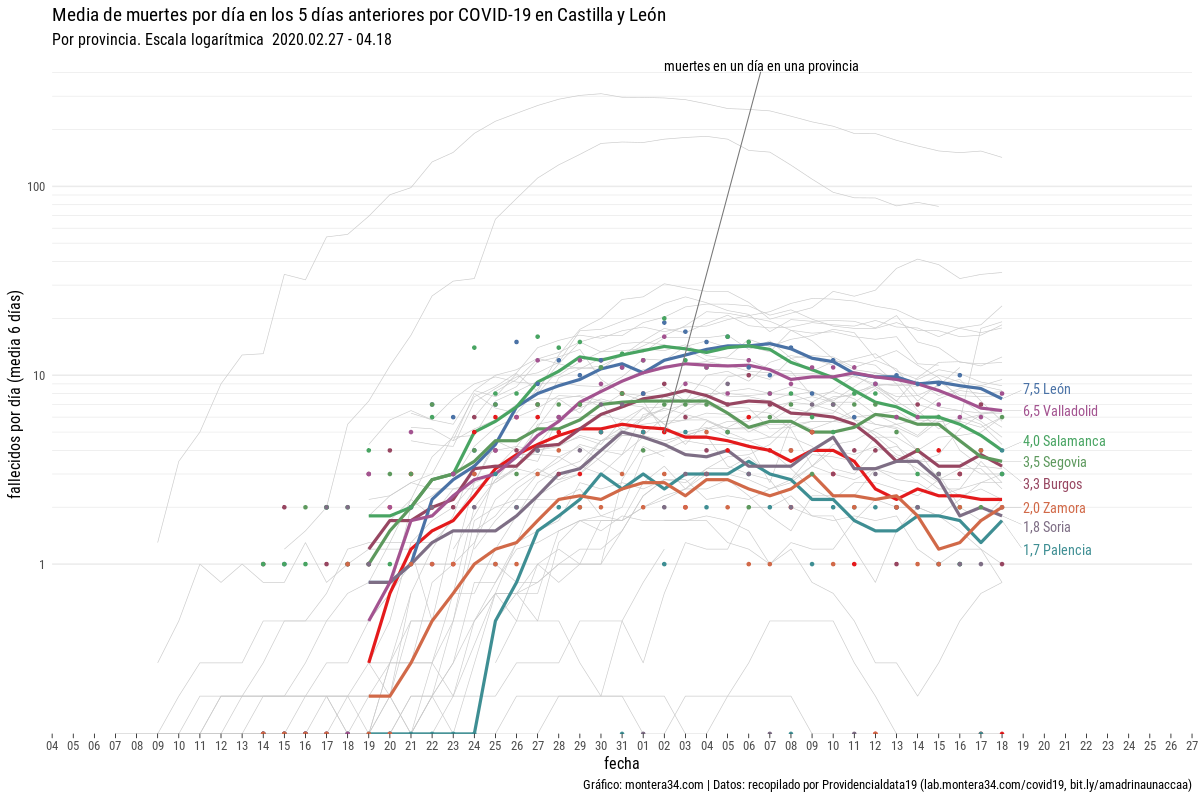 Media de muertes por día en los 5 días anteriores por COVID-19 en Castilla y León
Por provincia. Escala logarítmica 2020.02.27 - 04.18
muertes en un día en una provincia
fallecidos por día (media 6 días)
100
10
1
7,5 León
6,5 Valladolid
4,0 Salamanca
3,5 Segovia
3,3 Burgos
2,0 Zamora
1,8 Soria
1,7 Palencia
04 05 06 07 08 09 10 11 12 13 14 15 16 17 18 19 20 21 22 23 24 25 26 27 28 29 30 31 01 02 03 04 05 06 07 08 09 10 11 12 13 14 15 16 17 18 19 20 21 22 23 24 25 26 27
fecha
Gráfico: montera34.com | Datos: recopilado por Providencialdata19 (lab.montera34.com/covid19, bit.ly/amadrinaunaccaa)